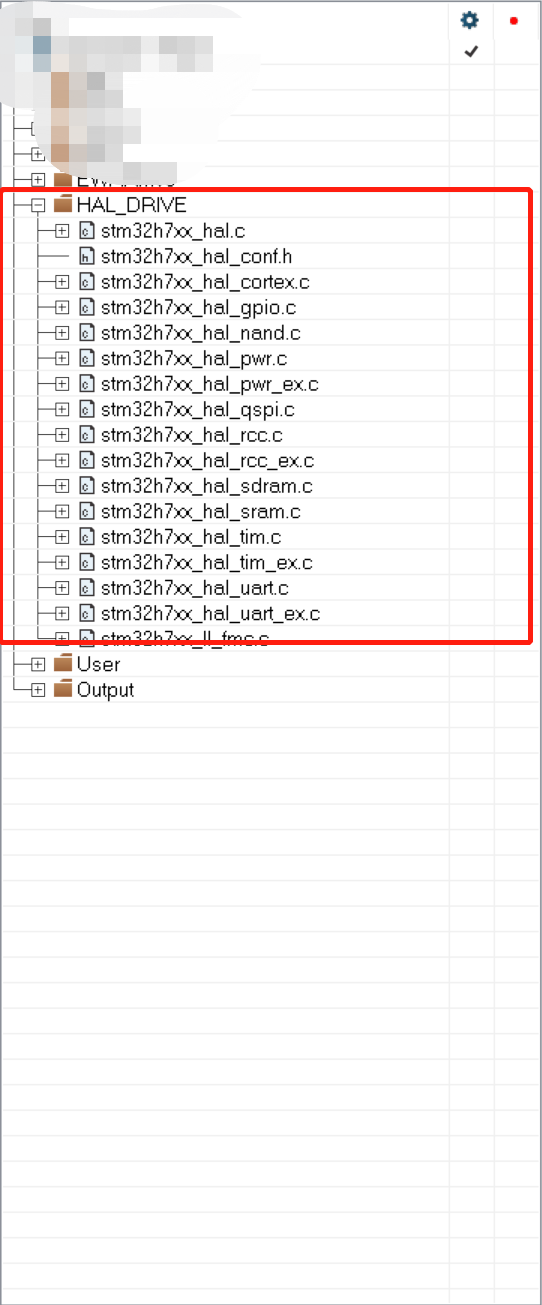 HAL_DRIVE
stm32h7xx_hal.c
stm32h7xx_hal_conf.h
stm32h7xx_hal_cortex.c
stm32h7xx_hal_gpio.c
stm32h7xx_hal_nand.c
stm32h7xx_hal_pwr.c
stm32h7xx_hal_pwr_ex.c
stm32h7xx_hal_qspi.c
stm32h7xx_hal_rcc.c
stm32h7xx_hal_rcc_ex.c
stm32h7xx_hal_sdram.c
stm32h7xx_hal_sram.c
stm32h7xx_hal_tim.c
stm32h7xx_hal_tim_ex.c
stm32h7xx_hal_uart.c
stm32h7xx_hal_uart_ex.c
stm32h7xx_ll_fmc.c
User
Output